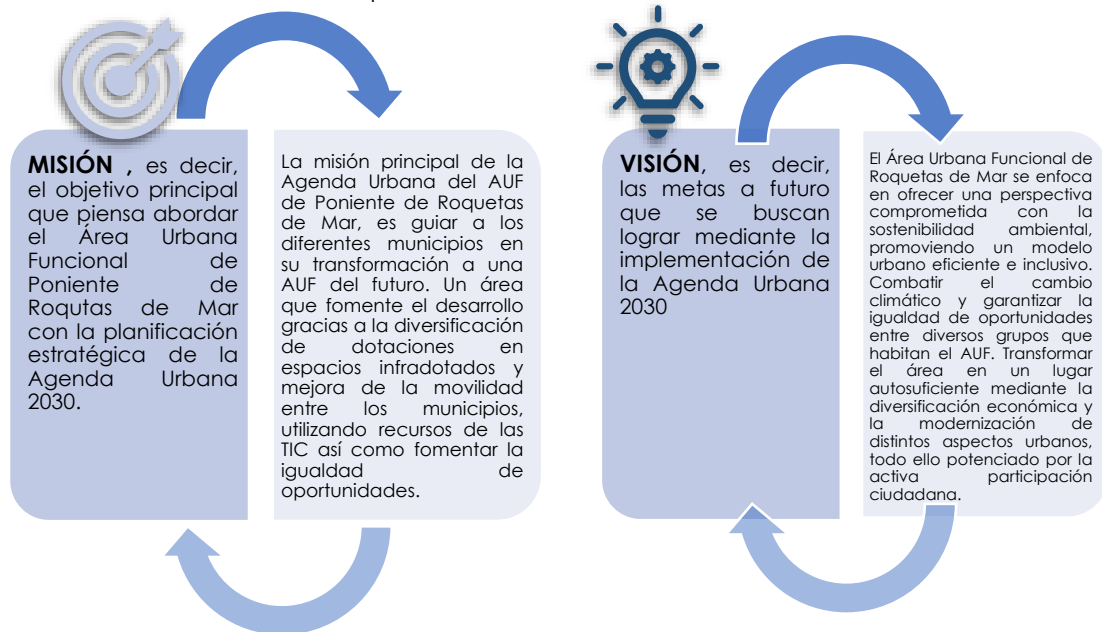 MISIÓN , es decir,
el objetivo principal
que piensa abordar
el Área Urbana
Funcional de
Poniente de
Roqutas de Mar
con la planificación
estratégica de la
Agenda Urbana
2030.
La misión principal de la
Agenda Urbana del AUF
de Poniente de Roquetas
de Mar, es guiar a los
diferentes municipios en
su transformación a una
AUF del futuro. Un área
que fomente el desarrollo
gracias a la diversificación
de dotaciones en
espacios infradotados y
mejora de la movilidad
entre los municipios,
utilizando recursos de las
TIC así como fomentar la
igualdad de
oportunidades.
VISIÓN, es decir,
las metas a futuro
que se buscan
lograr mediante la
implementación de
la Agenda Urbana
2030
El Área Urbana Funcional de
Roquetas de Mar se enfoca
en ofrecer una perspectiva
comprometida con la
sostenibilidad ambiental,
promoviendo un modelo
urbano eficiente e inclusivo.
Combatir el cambio
climático y garantizar la
igualdad de oportunidades
entre diversos grupos que
habitan el AUF. Transformar
el área en un lugar
autosuficiente mediante la
diversificación económica y
la modernización de
distintos aspectos urbanos,
todo ello potenciado por la
activa participación
ciudadana.